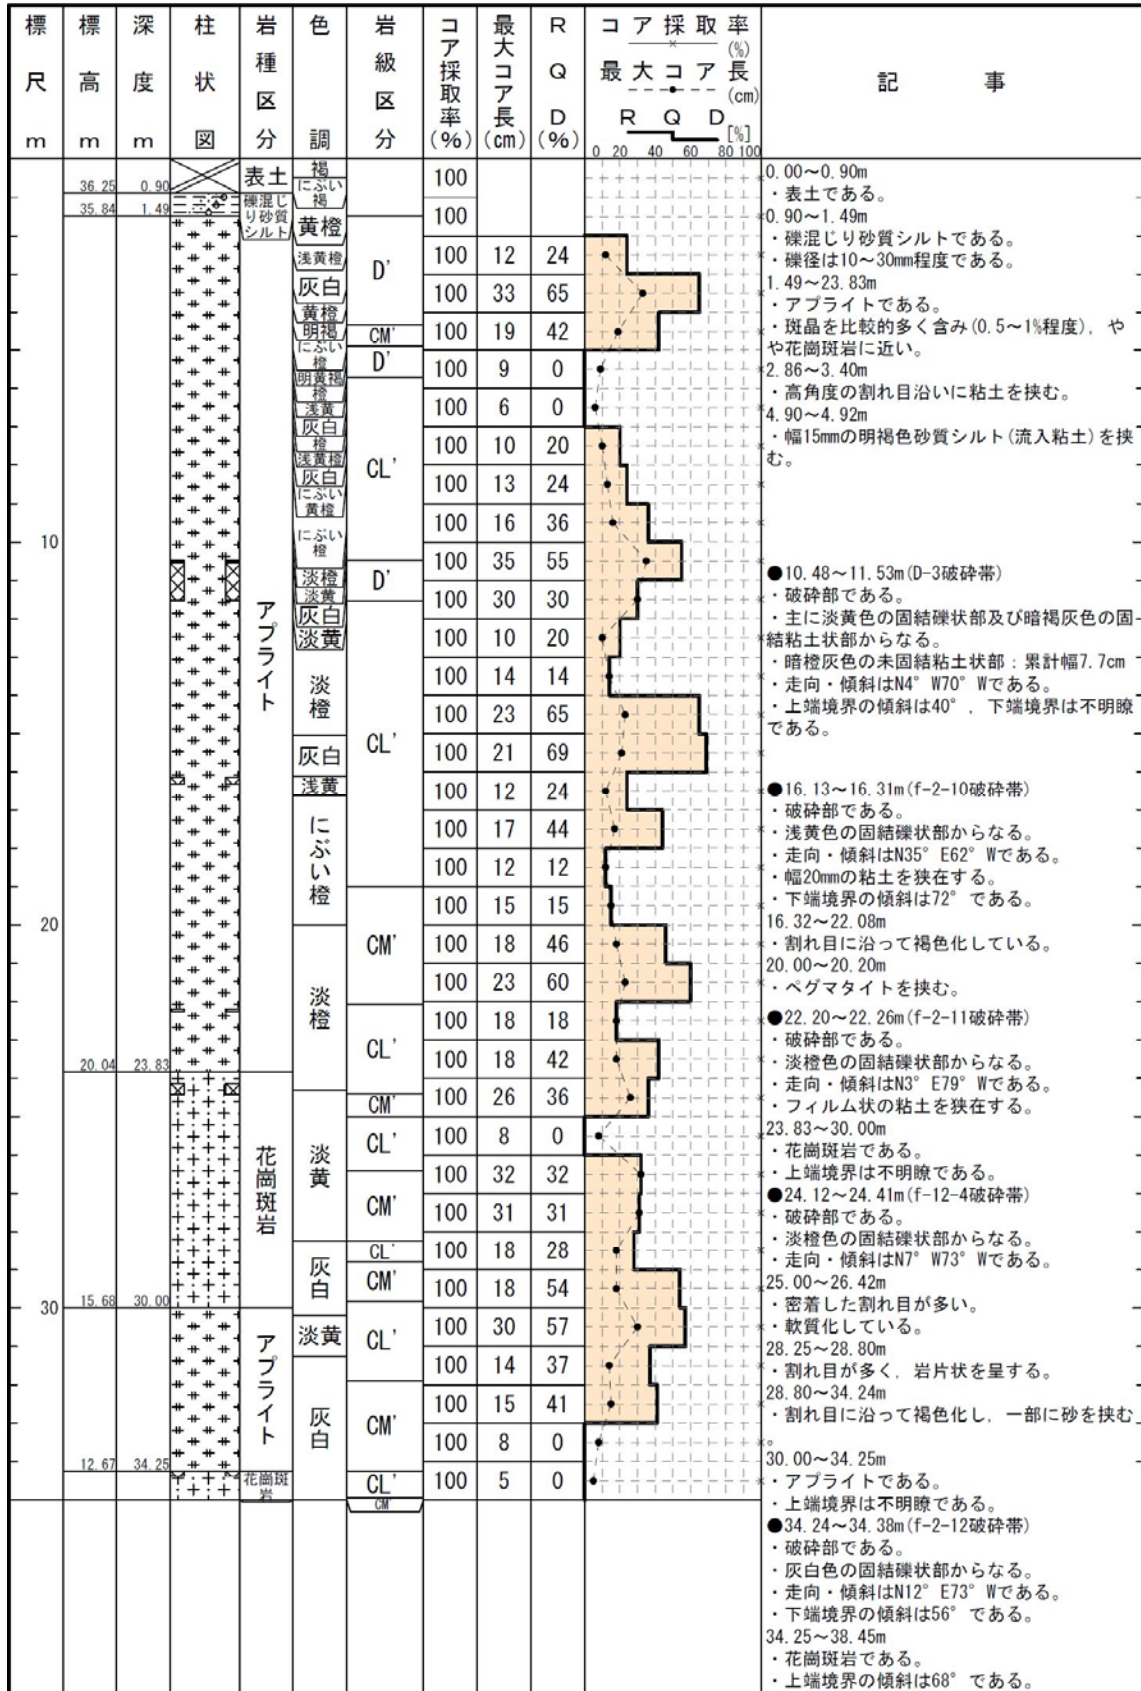 標尺m
標高m
深度m
柱状図
岩種区分
色調
岩級区分
コア採取率(%)
最大コア長(cm)
RQD(%)
コア採取率
(%)
最大コア長
(cm)
RQD
[%]
0 20 40 60 80 100
記事
10
20
30
36.25 0.90
35.84 1.49
20.04 23.83
15.68 30.00
12.67 34.25
表土
礫混じ
り砂質
シルト
アプライト
花崗斑岩
アプライト
花崗斑
岩
褐
にぶい
褐
黄橙
浅黄橙
灰白
黄橙
明褐
にぶい
橙
明黄褐
橙
浅黄
灰白
橙
浅黄橙
灰白
にぶい
黄橙
にぶい
橙
淡橙
淡黄
灰白
淡黄
淡橙
灰白
浅黄
にぶい橙
淡橙
淡黄
灰白
淡黄
灰白
D'
CM'
D'
CL'
D'
CL'
CM'
CL'
CM'
CL'
CM'
CL'
CM'
CL'
CM'
CL'
CM'
100
100
100 12 24
100 33 65
100 19 42
100 9 0
100 6 0
100 10 20
100 13 24
100 16 36
100 35 55
100 30 30
100 10 20
100 14 14
100 23 65
100 21 69
100 12 24
100 17 44
100 12 12
100 15 15
100 18 46
100 23 60
100 18 18
100 18 42
100 26 36
100 8 0
100 32 32
100 31 31
100 18 28
100 18 54
100 30 57
100 14 37
100 15 41
100 8 0
100 5 0
0.00～0.90m
・表土である。
0.90～1.49m
・礫混じり砂質シルトである。
・礫径は10～30mm程度である。
1.49～23.83m
・アプライトである。
・斑晶を比較的多く含み(0.5～1%程度)，や
や花崗斑岩に近い。
2.86～3.40m
・高角度の割れ目沿いに粘土を挟む。
4.90～4.92m
・幅15mmの明褐色砂質シルト(流入粘土)を挟
む。
●10.48～11.53m(D-3破砕帯)
・破砕部である。
・主に淡黄色の固結礫状部及び暗褐灰色の固
結粘土状部からなる。
・暗橙灰色の未固結粘土状部：累計幅7.7cm
・走向・傾斜はN4°W70°Wである。
・上端境界の傾斜は40°，下端境界は不明瞭
である。
●16.13～16.31m(f-2-10破砕帯)
・破砕部である。
・浅黄色の固結礫状部からなる。
・走向・傾斜はN35°E62°Wである。
・幅20mmの粘土を狭在する。
・下端境界の傾斜は72°である。
16.32～22.08m
・割れ目に沿って褐色化している。
20.00～20.20m
・ペグマタイトを挟む。
●22.20～22.26m(f-2-11破砕帯)
・破砕部である。
・淡橙色の固結礫状部からなる。
・走向・傾斜はN3°E79°Wである。
・フィルム状の粘土を狭在する。
23.83～30.00m
・花崗斑岩である。
・上端境界は不明瞭である。
●24.12～24.41m(f-12-4破砕帯)
・破砕部である。
・淡橙色の固結礫状部からなる。
・走向・傾斜はN7°W73°Wである。
25.00～26.42m
・密着した割れ目が多い。
・軟質化している。
28.25～28.80m
・割れ目が多く，岩片状を呈する。
28.80～34.24m
・割れ目に沿って褐色化し，一部に砂を挟む
。
30.00～34.25m
・アプライトである。
・上端境界は不明瞭である。
●34.24～34.38m(f-2-12破砕帯)
・破砕部である。
・灰白色の固結礫状部からなる。
・走向・傾斜はN12°E73°Wである。
・下端境界の傾斜は56°である。
34.25～38.45m
・花崗斑岩である。
・上端境界の傾斜は68°である。